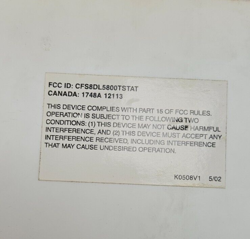 FCC ID: CFS8DL5800TSTAT
CANADA: 1748A 12113
THIS DEVICE COMPLIES WITH PART 15 OF FCC RULES.
OPERATION IS SUBJECT TO THE FOLLOWING TWO
CONDITIONS: (1) THIS DEVICE MAY NOT CAUSE HARMFUL
INTERFERENCE, AND (2) THIS DEVICE MUST ACCEPT ANY
INTERFERENCE RECEIVED, INCLUDING INTERFERENCE
THAT MAY CAUSE UNDESIRED OPERATION.
K0508V1 5/02